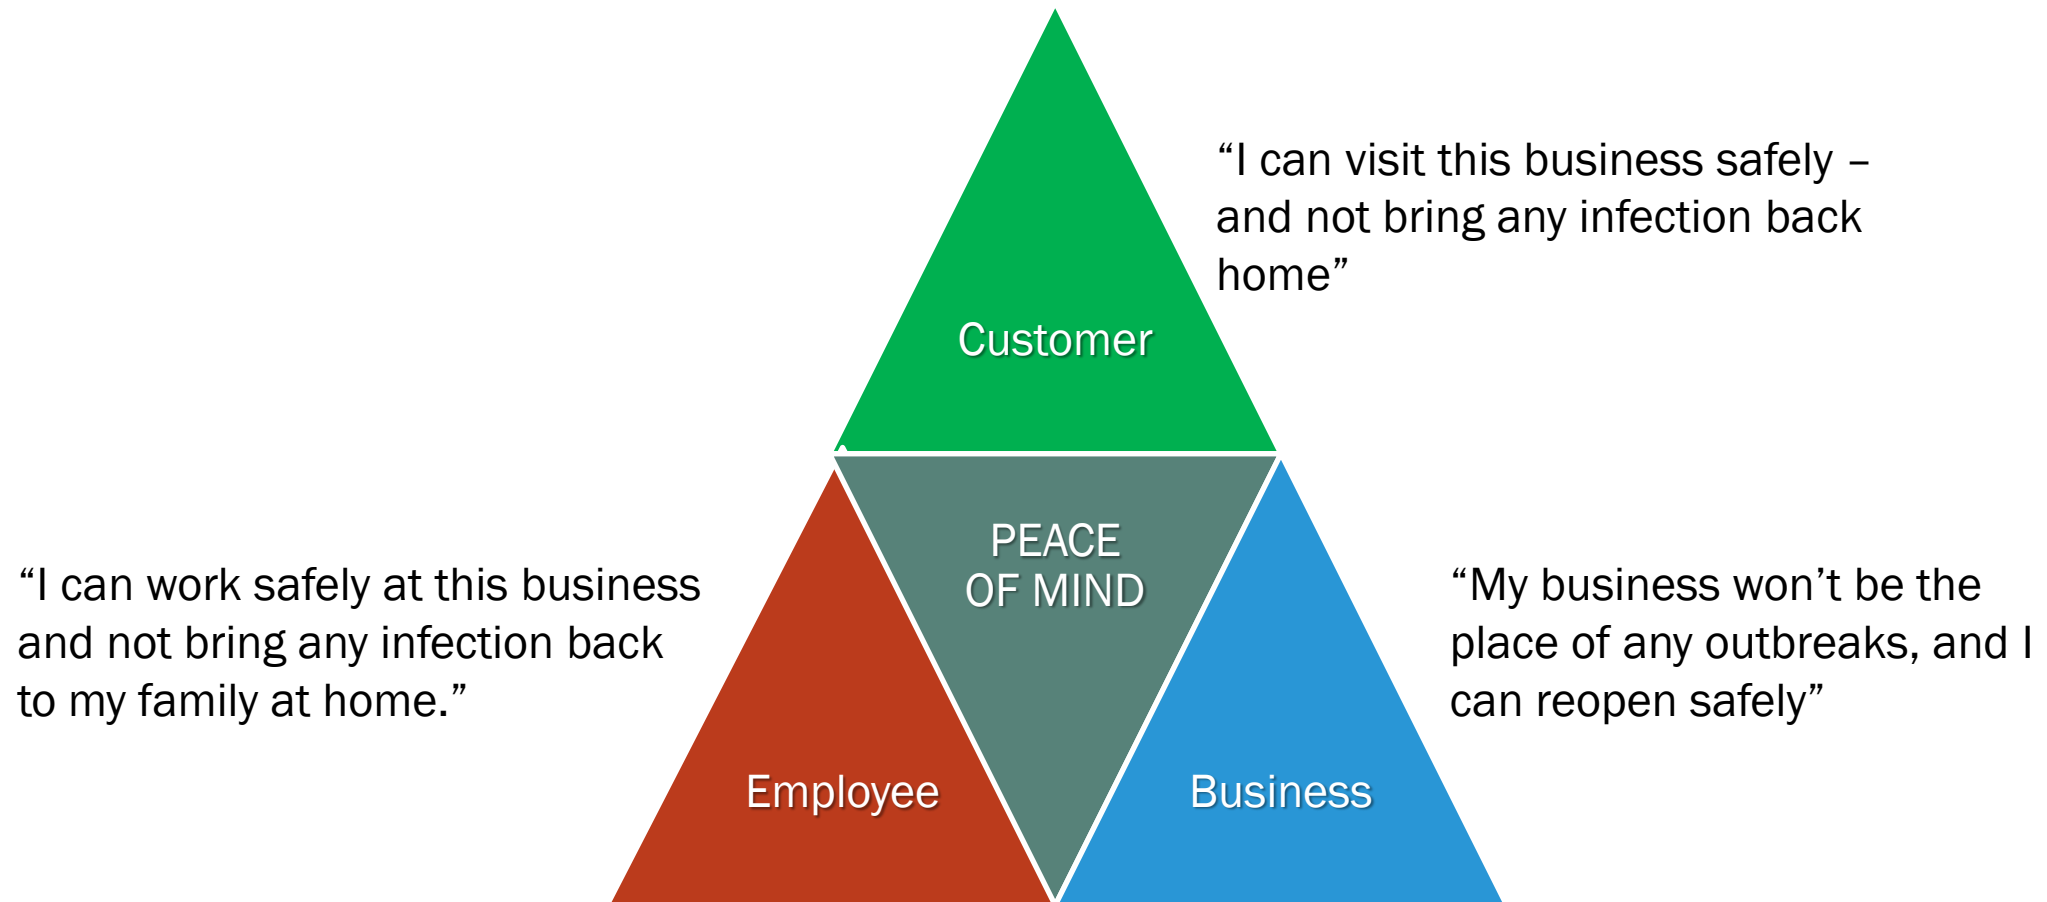 “I can visit this business safely –
and not bring any infection back
home”
Customer
PEACE
OF MIND
“I can work safely at this business
and not bring any infection back
to my family at home.”
“My business won’t be the
place of any outbreaks, and I
can reopen safely”
Employee
Business